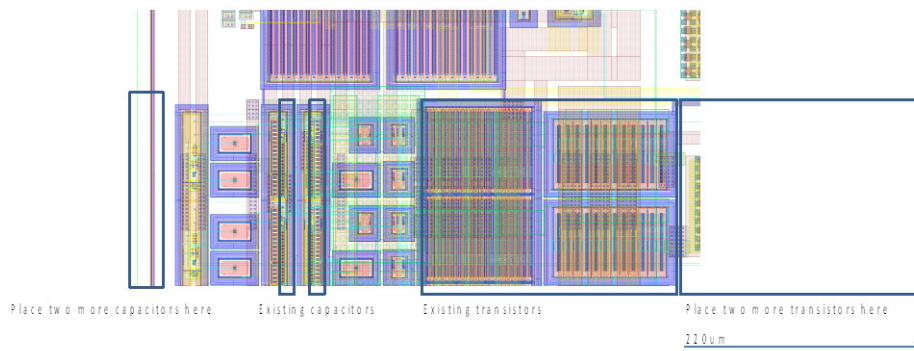 Place two more capacitors here
Existing capacitors
Existing transistors
Place two more transistors here
220um